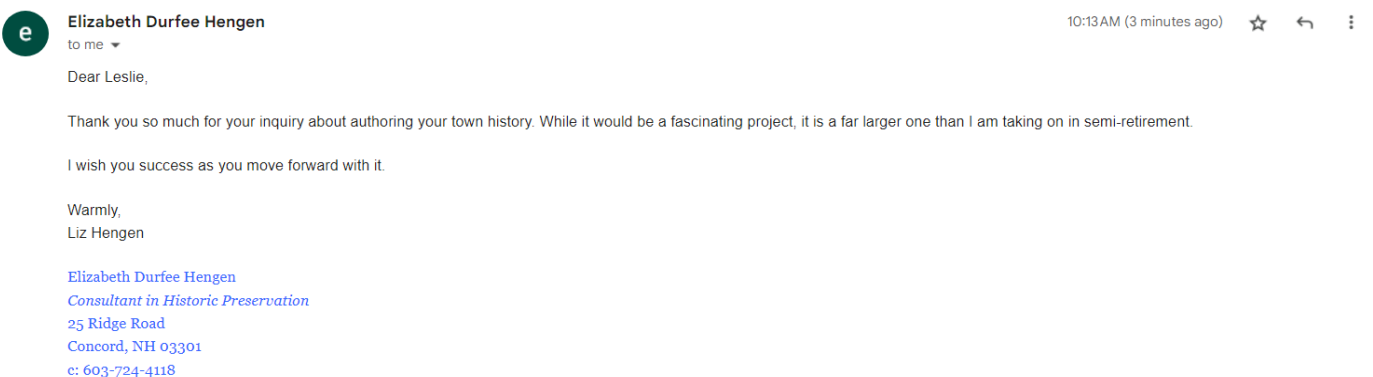 Elizabeth Durfee Hengen
10:13 AM (3 minutes ago)
to me
e
Dear Leslie,
Thank you so much for your inquiry about authoring your town history. While it would be a fascinating project, it is a far larger one than I am taking on in semi-retirement.
I wish you success as you move forward with it.
Warmly,
Liz Hengen
Elizabeth Durfee Hengen
Consultant in Historic Preservation
25 Ridge Road
Concord, NH 03301
c: 603-724-4118